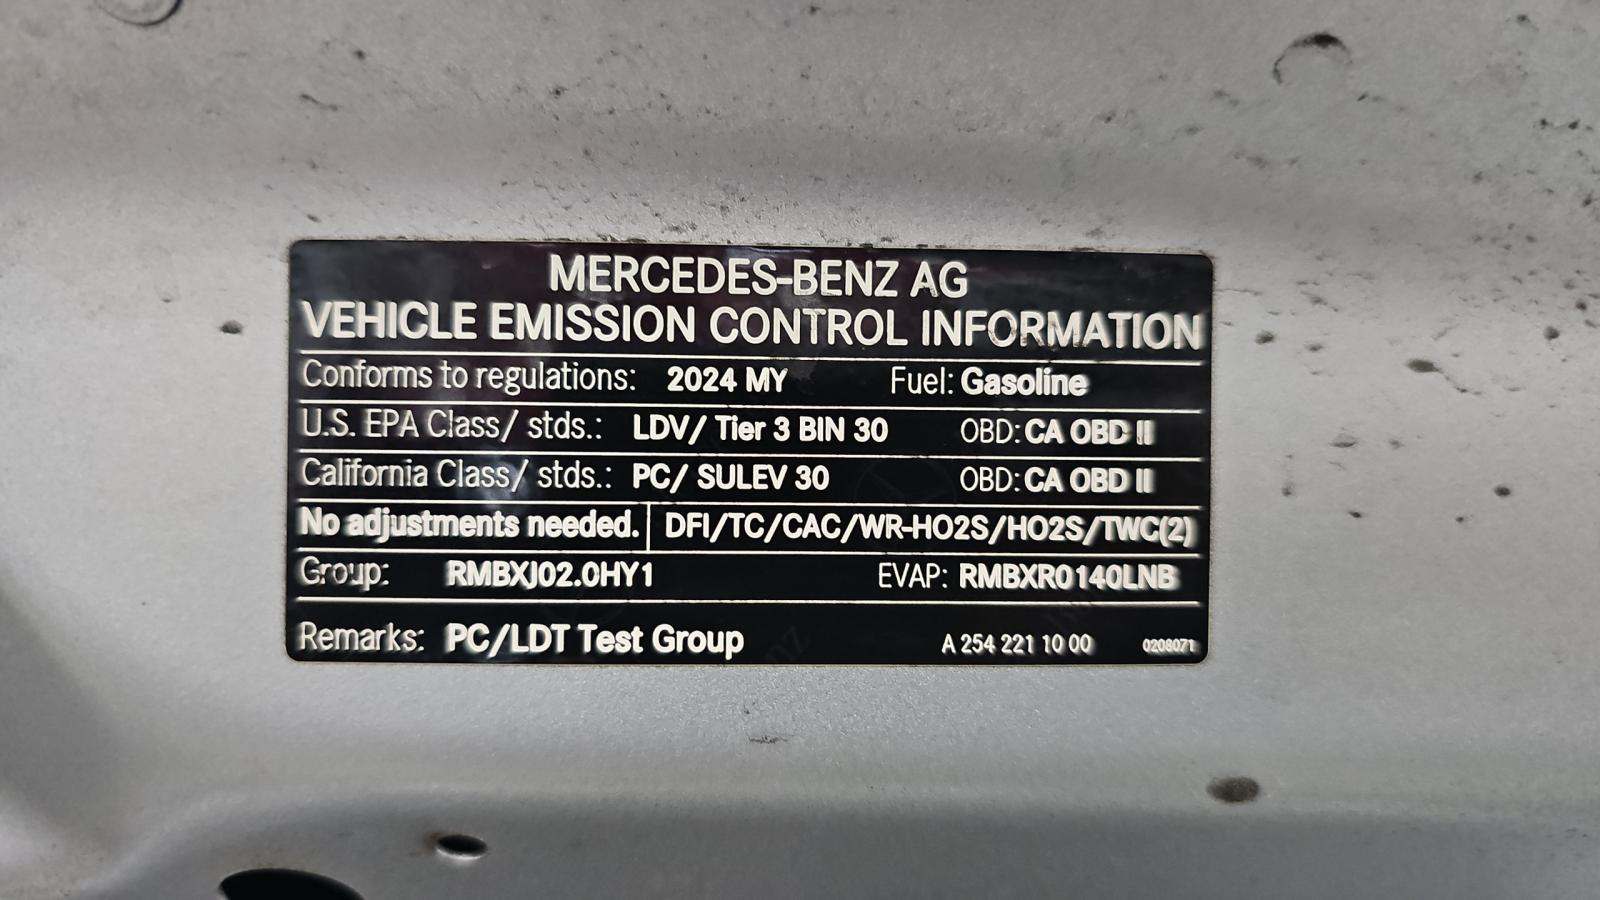 MERCEDES-BENZ AG
VEHICLE EMISSION CONTROL INFORMATION
Conforms to regulations: 2024 MY Fuel: Gasoline
U.S. EPA Class/ stds.: LDV/ Tier 3 BIN 30 OBD: CA OBD II
California Class/ stds.: PC/ SULEV 30 OBD: CA OBD II
No adjustments needed. DFI/TC/CAC/WR-HO2S/HO2S/TWC(2)
Group: RMBXJ02.0HY1 EVAP: RMBXR0140LNB
Remarks: PC/LDT Test Group A 254 221 10 00 0208071